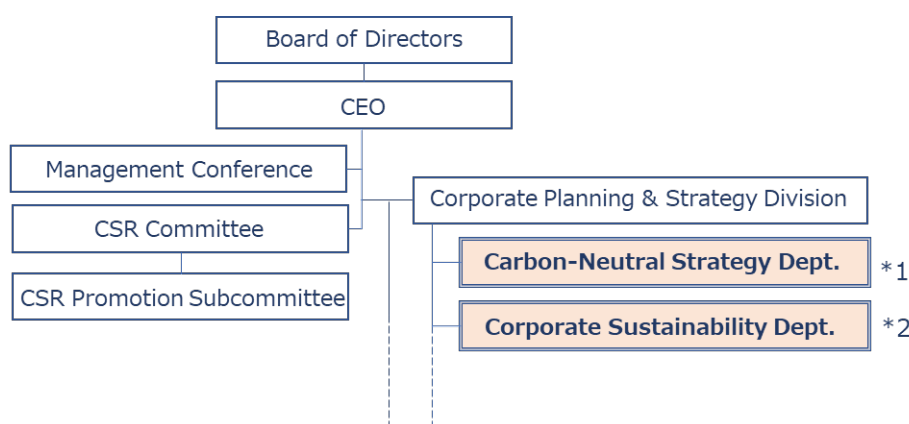 Board of Directors
CEO
Management Conference
Corporate Planning & Strategy Division
CSR Committee
Carbon-Neutral Strategy Dept. *1
CSR Promotion Subcommittee
Corporate Sustainability Dept. *2